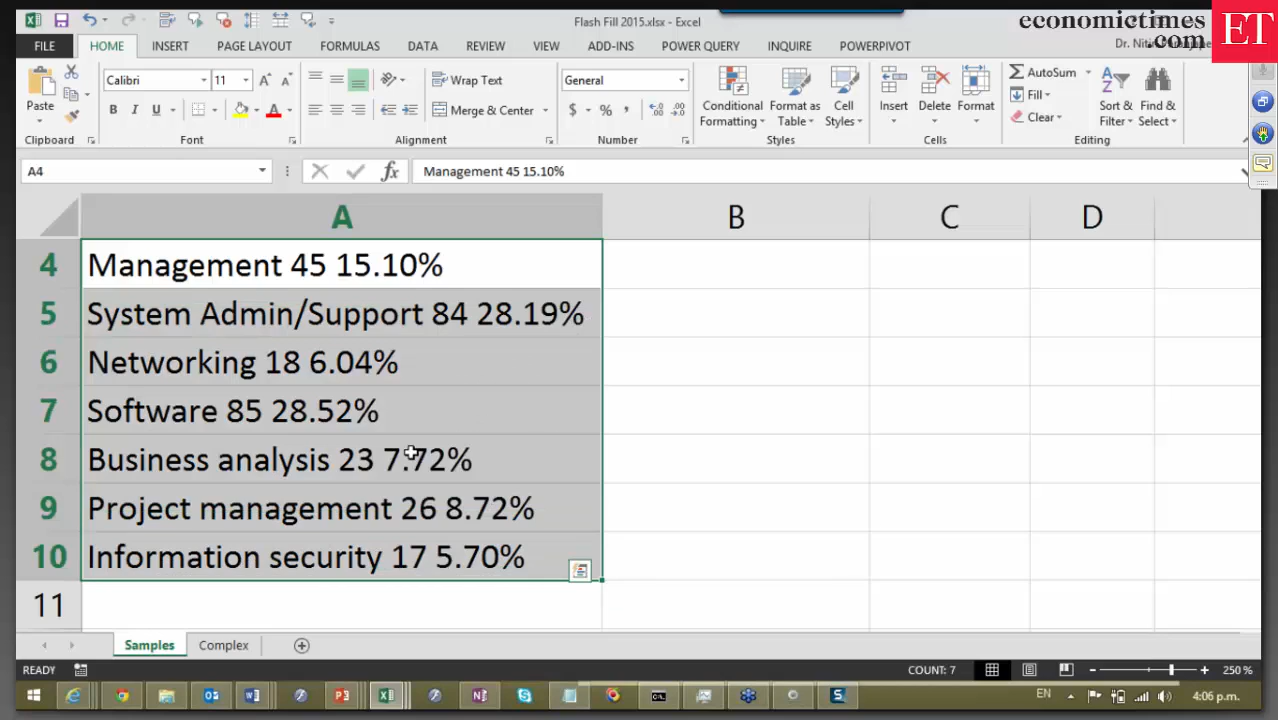 Flash Fill 2015.xlsx - Excel
economictimes
.com
ET
FILE HOME INSERT PAGE LAYOUT FORMULAS DATA REVIEW VIEW ADD-INS POWER QUERY INQUIRE POWERPIVOT
Dr. Nitin
Paste
Calibri 11
B I U
Wrap Text
Merge & Center
General
$ % ,
Conditional Formatting
Format as Table
Cell Styles
Insert
Delete
Format
AutoSum
Fill
Clear
Sort & Filter
Find & Select
Clipboard Font Alignment Number Styles Cells Editing
A4 fx Management 45 15.10%
A B C D
4 Management 45 15.10%
5 System Admin/Support 84 28.19%
6 Networking 18 6.04%
7 Software 85 28.52%
8 Business analysis 23 7.72%
9 Project management 26 8.72%
10 Information security 17 5.70%
11
Samples Complex
READY COUNT: 7 250%
EN 4:06 p.m.